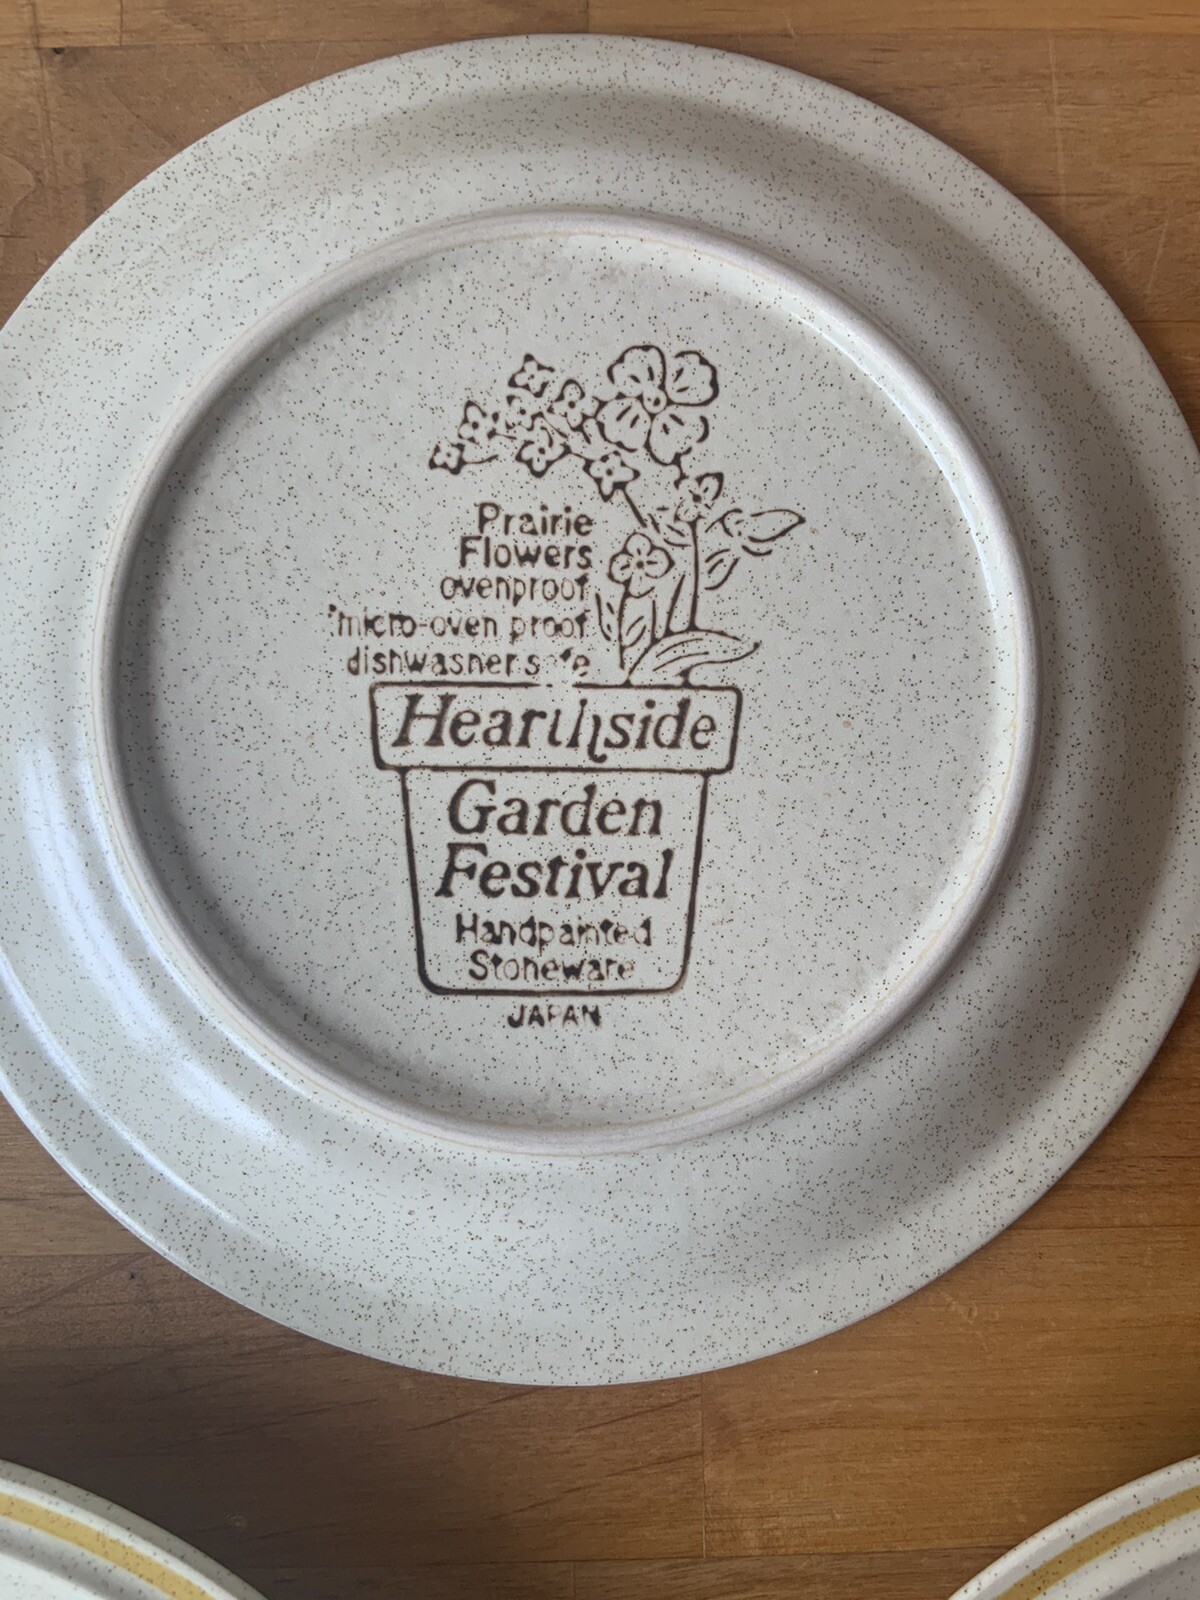 Prairie
Flowers
ovenproof
micro-oven proof
dishwasher safe
Hearthside
Garden
Festival
Handpainted
Stoneware
JAPAN